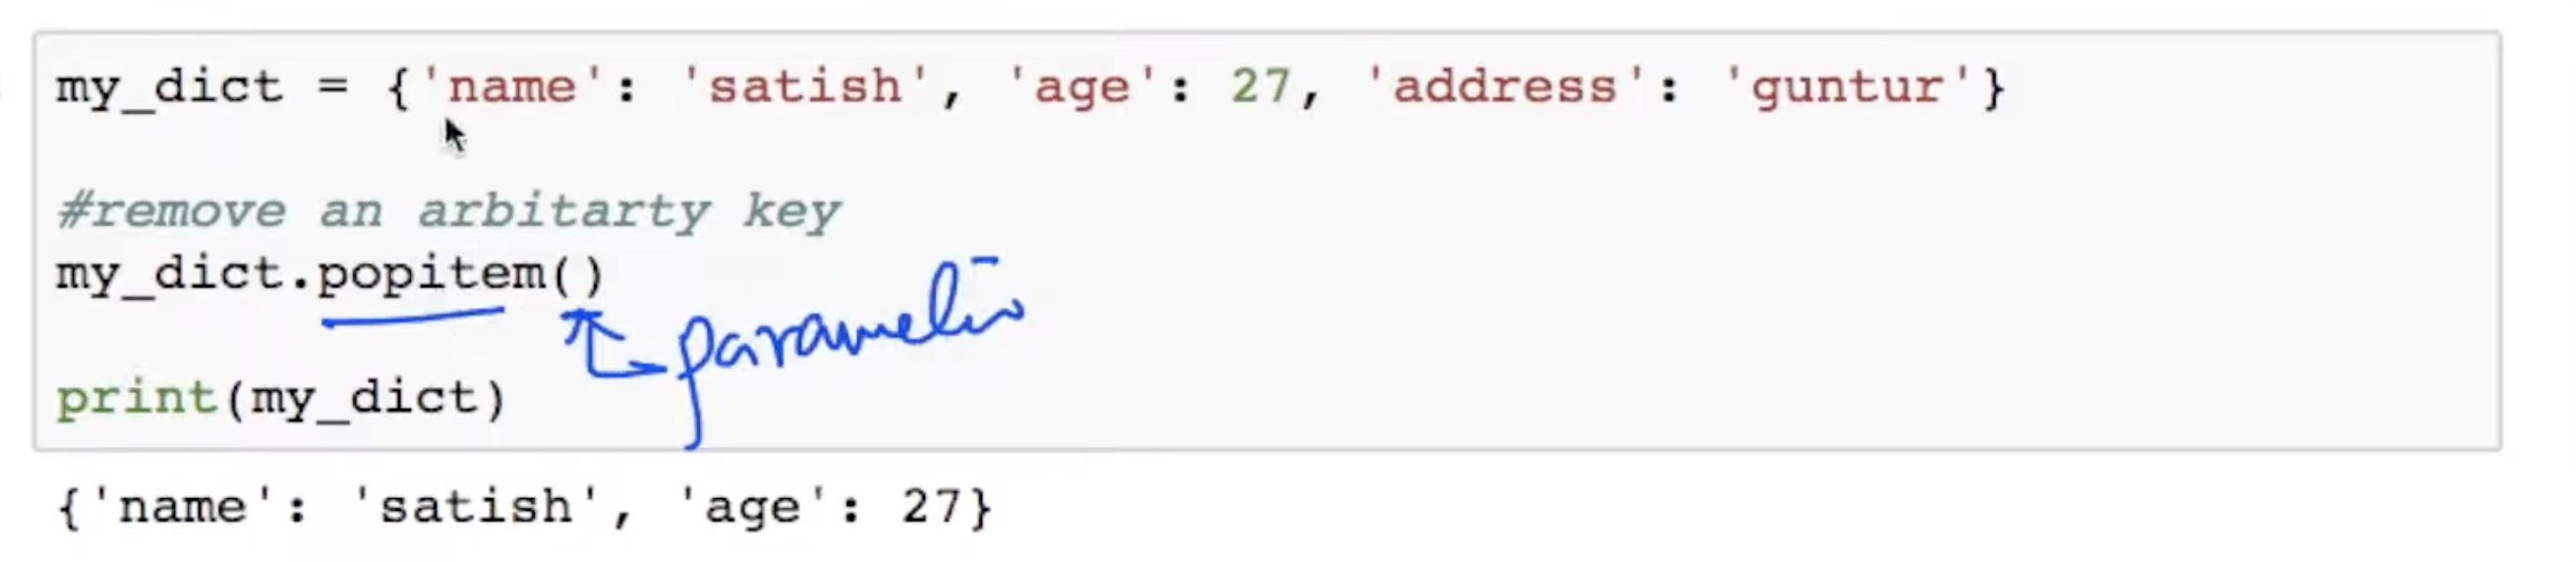 my_dict = {'name': 'satish', 'age': 27, 'address': 'guntur'}
#remove an arbitarty key
my_dict.popitem()
print(my_dict)
{'name': 'satish', 'age': 27}